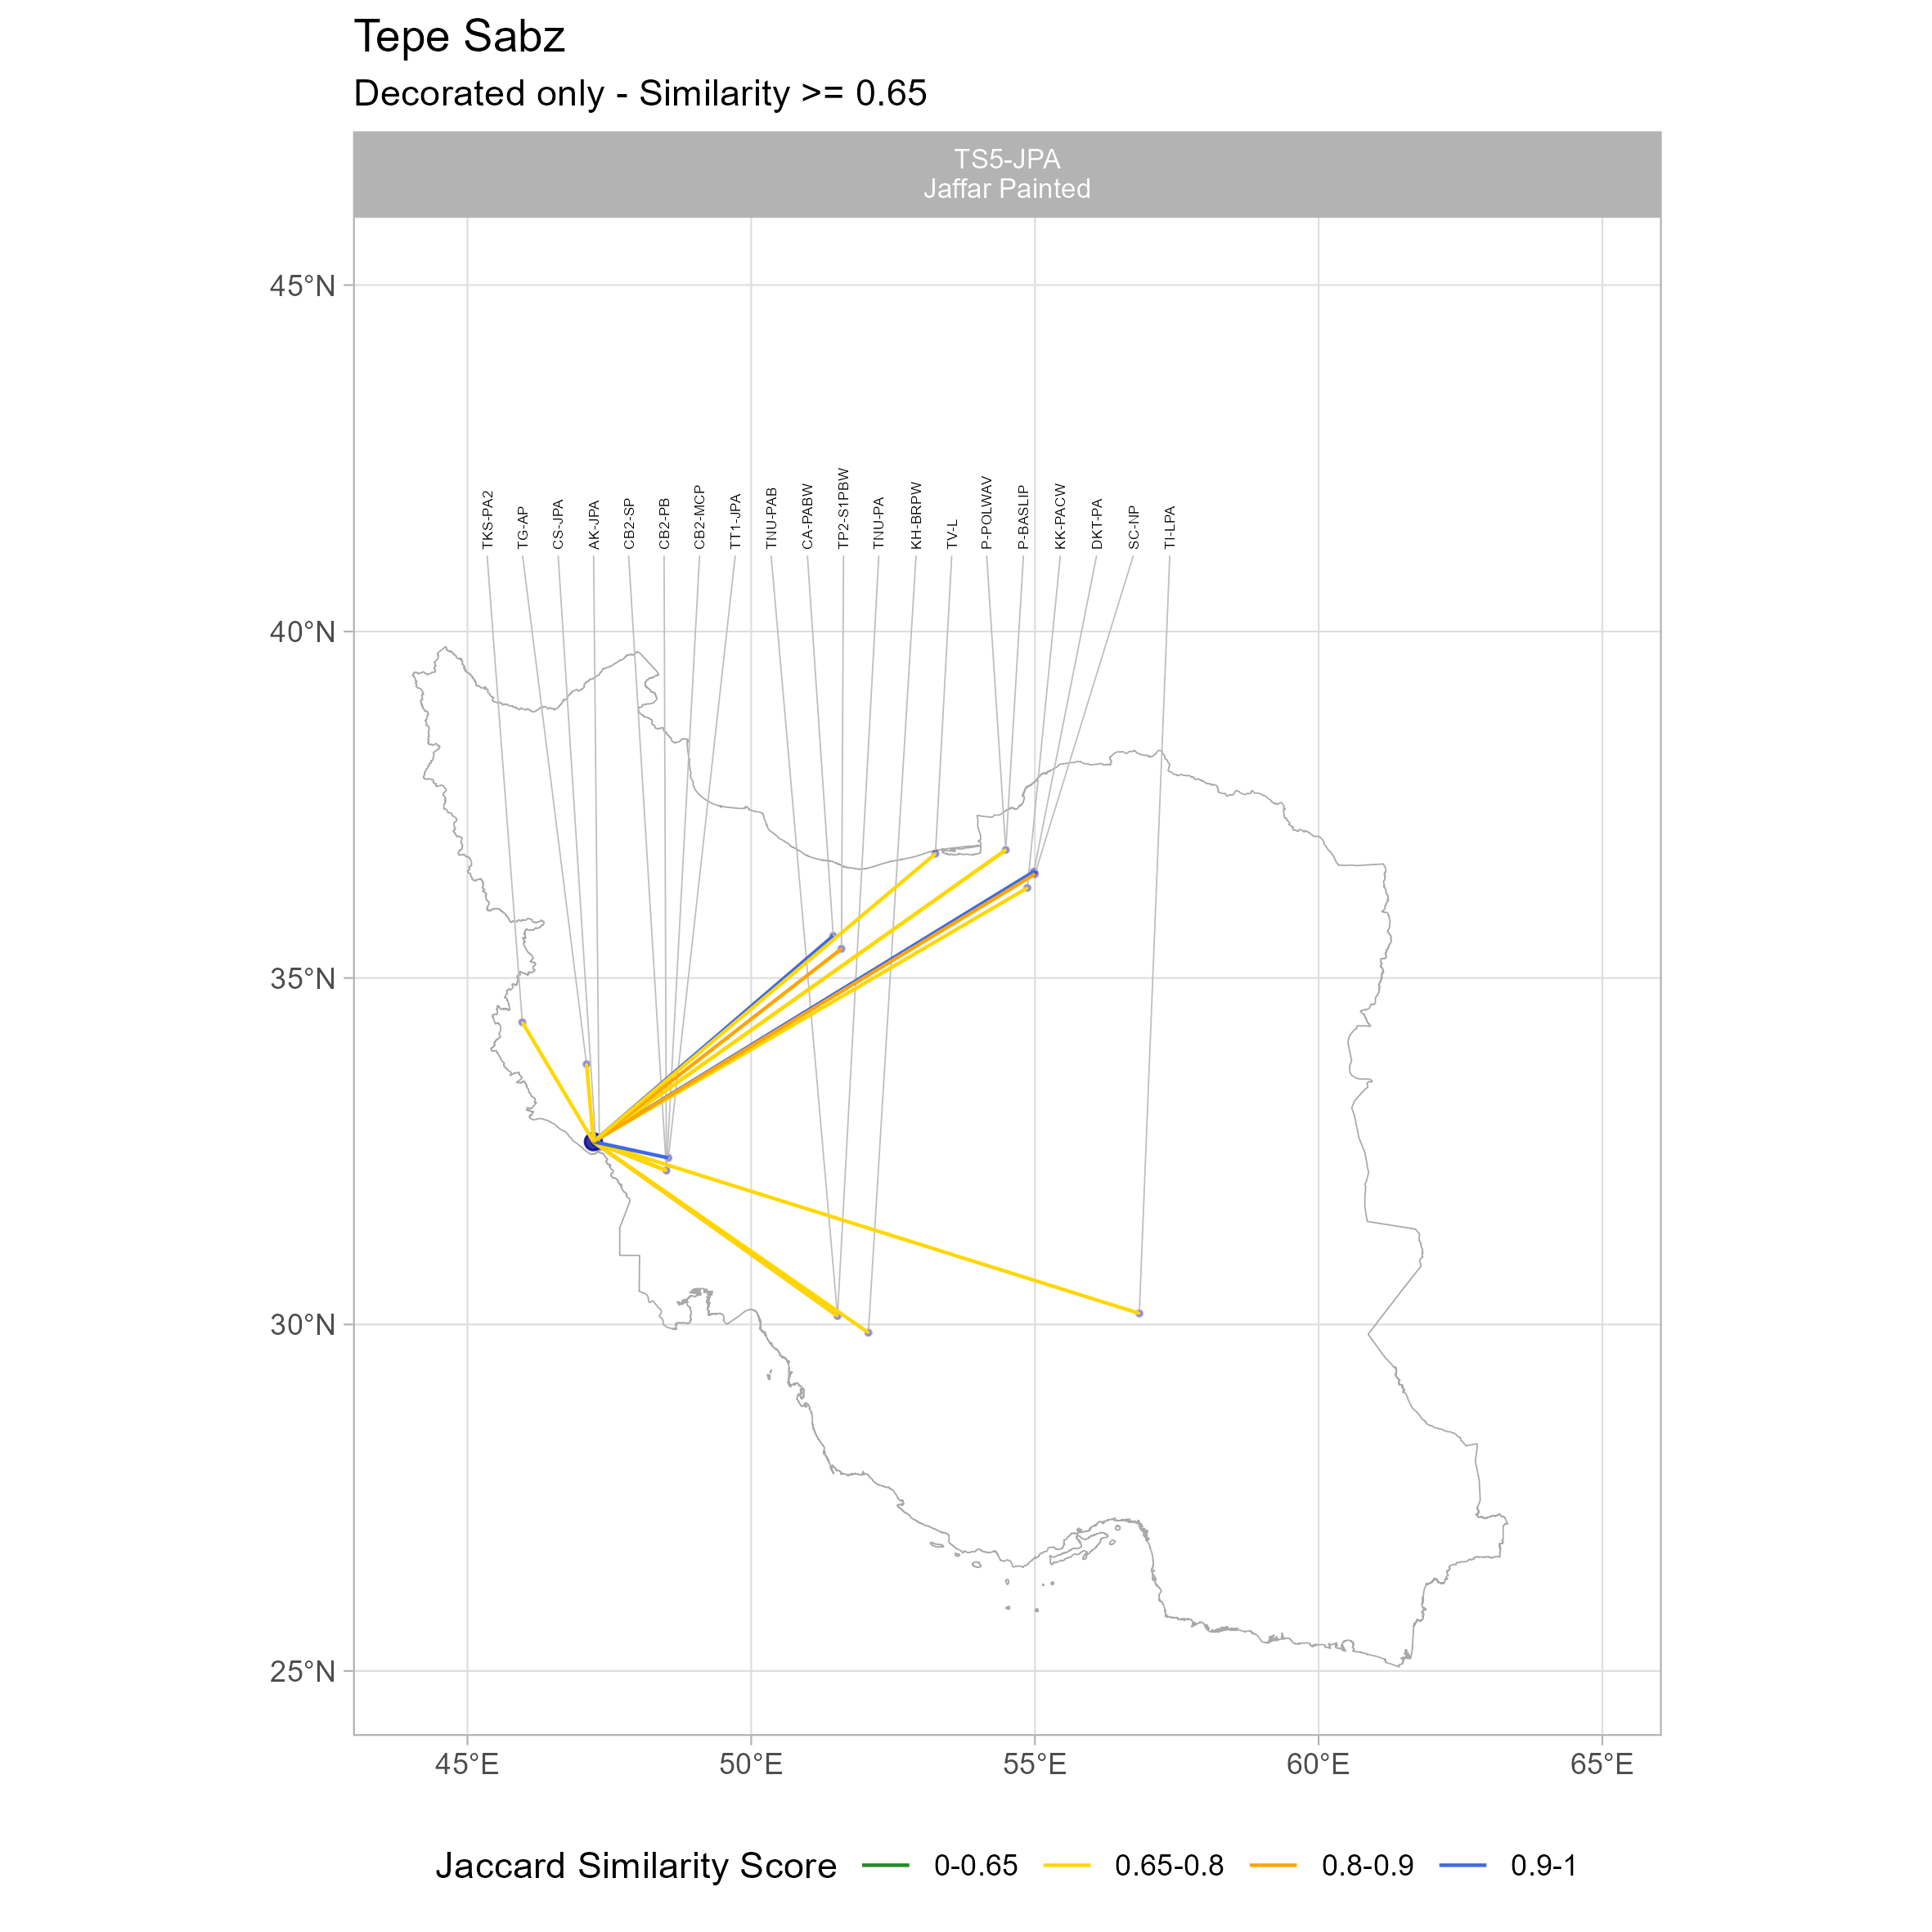 Tepe Sabz
Decorated only - Similarity >= 0.65
TS5-JPA
Jaffar Painted
45°N
40°N
35°N
30°N
25°N
TKS-PA2
TG-AP
CS-JPA
AK-JPA
CB2-SP
CB2-PB
CB2-MCP
TT1-JPA
TNU-PAB
CA-PABW
TP2-S1PBW
TNU-PA
KH-BRPW
TV-L
P-POLWAV
P-BASLIP
KK-PACW
DKT-PA
SC-NP
TI-LPA
45°E 50°E 55°E 60°E 65°E
Jaccard Similarity Score 0-0.65 0.65-0.8 0.8-0.9 0.9-1